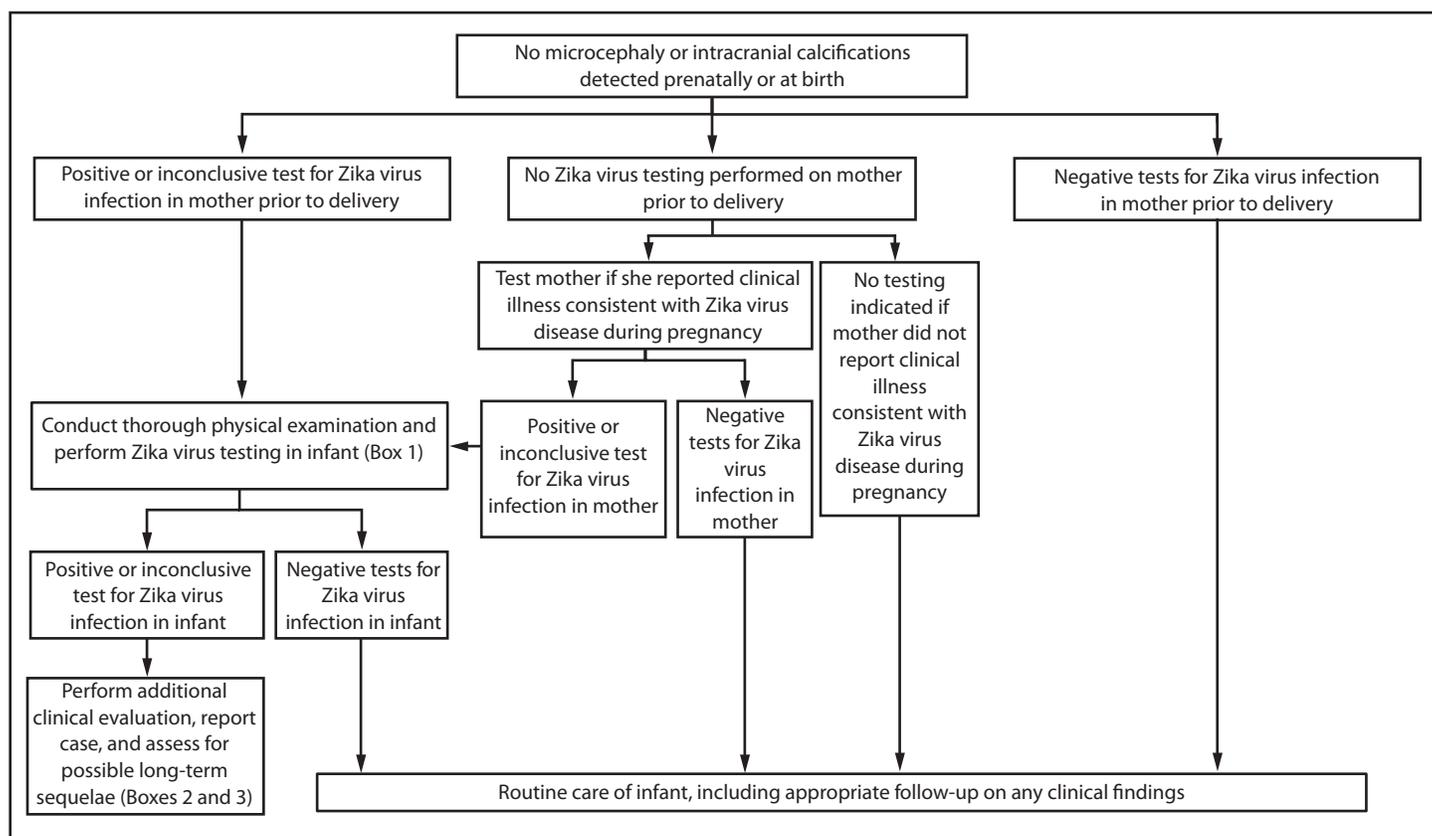 No microcephaly or intracranial calcifications
detected prenatally or at birth
Positive or inconclusive test for Zika virus
infection in mother prior to delivery
No Zika virus testing performed on mother
prior to delivery
Negative tests for Zika virus infection
in mother prior to delivery
Test mother if she reported clinical
illness consistent with Zika virus
disease during pregnancy
No testing
indicated if
mother did not
report clinical
illness
consistent with
Zika virus
disease during
pregnancy
Conduct thorough physical examination and
perform Zika virus testing in infant (Box 1)
Positive or
inconclusive test
for Zika virus
infection in mother
Negative
tests for Zika
virus
infection in
mother
Positive or inconclusive
test for Zika virus
infection in infant
Negative tests for
Zika virus
infection in infant
Perform additional
clinical evaluation, report
case, and assess for
possible long-term
sequelae (Boxes 2 and 3)
Routine care of infant, including appropriate follow-up on any clinical findings